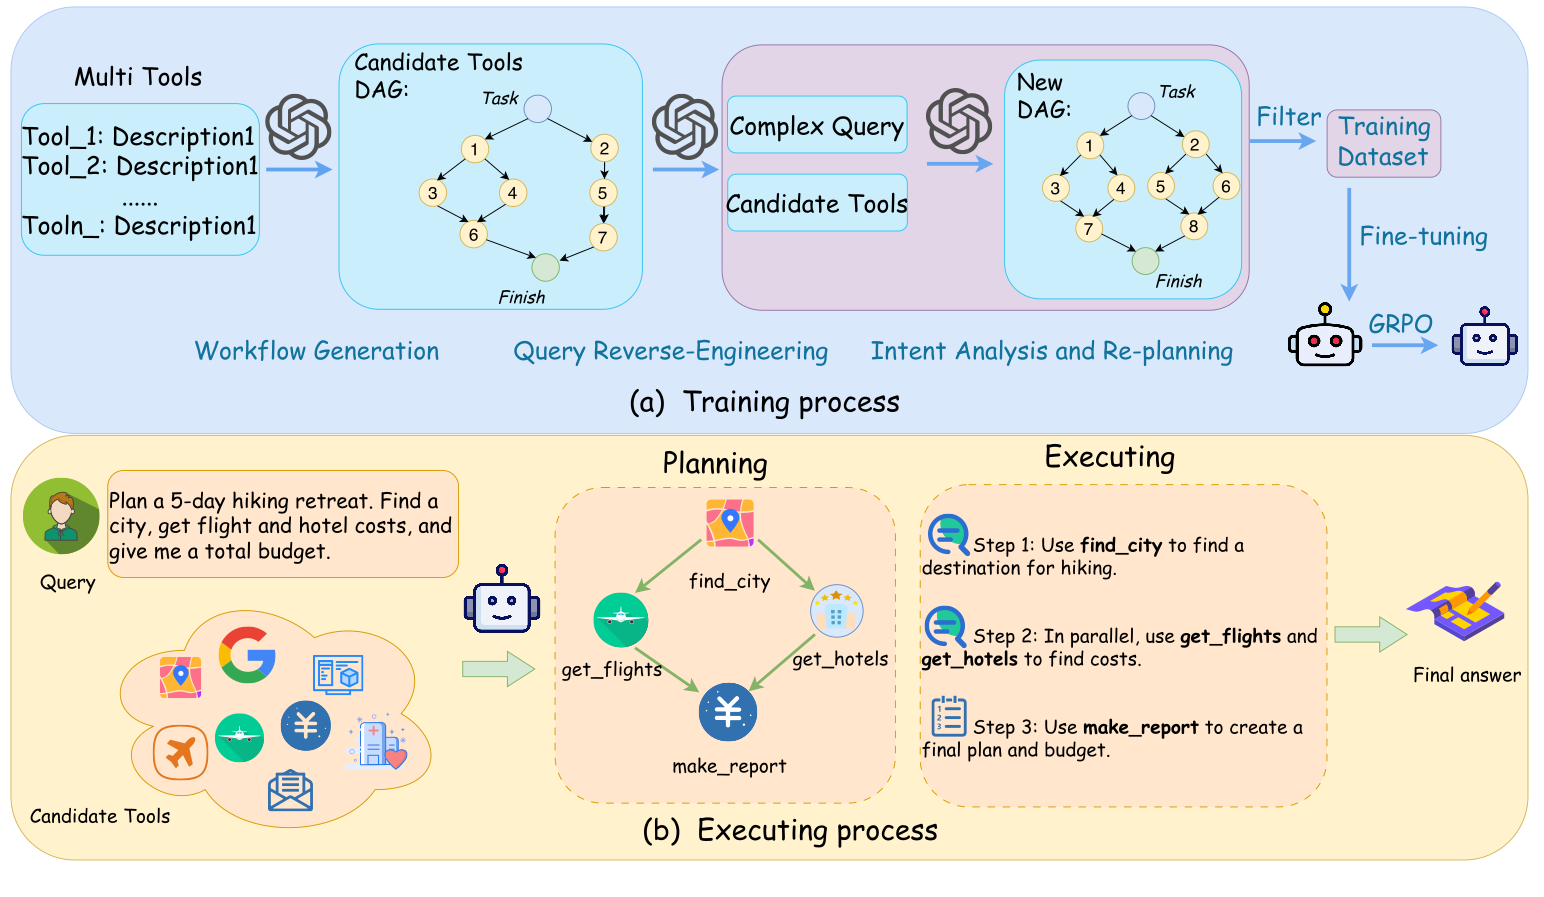 Multi Tools
Tool_1: Description1
Tool_2: Description1
......
Tooln_: Description1
Candidate Tools
DAG:
Task
1
2
3
4
5
6
7
Finish
Complex Query
Candidate Tools
New
DAG:
Task
1
2
3
4
5
6
7
8
Finish
Filter
Training
Dataset
Fine-tuning
GRPO
Workflow Generation
Query Reverse-Engineering
Intent Analysis and Re-planning
(a) Training process
Query
Plan a 5-day hiking retreat. Find a
city, get flight and hotel costs, and
give me a total budget.
Candidate Tools
Planning
find_city
get_flights
get_hotels
make_report
Executing
Step 1: Use find_city to find a
destination for hiking.
Step 2: In parallel, use get_flights and
get_hotels to find costs.
1
2
3
Step 3: Use make_report to create a
final plan and budget.
Final answer
(b) Executing process